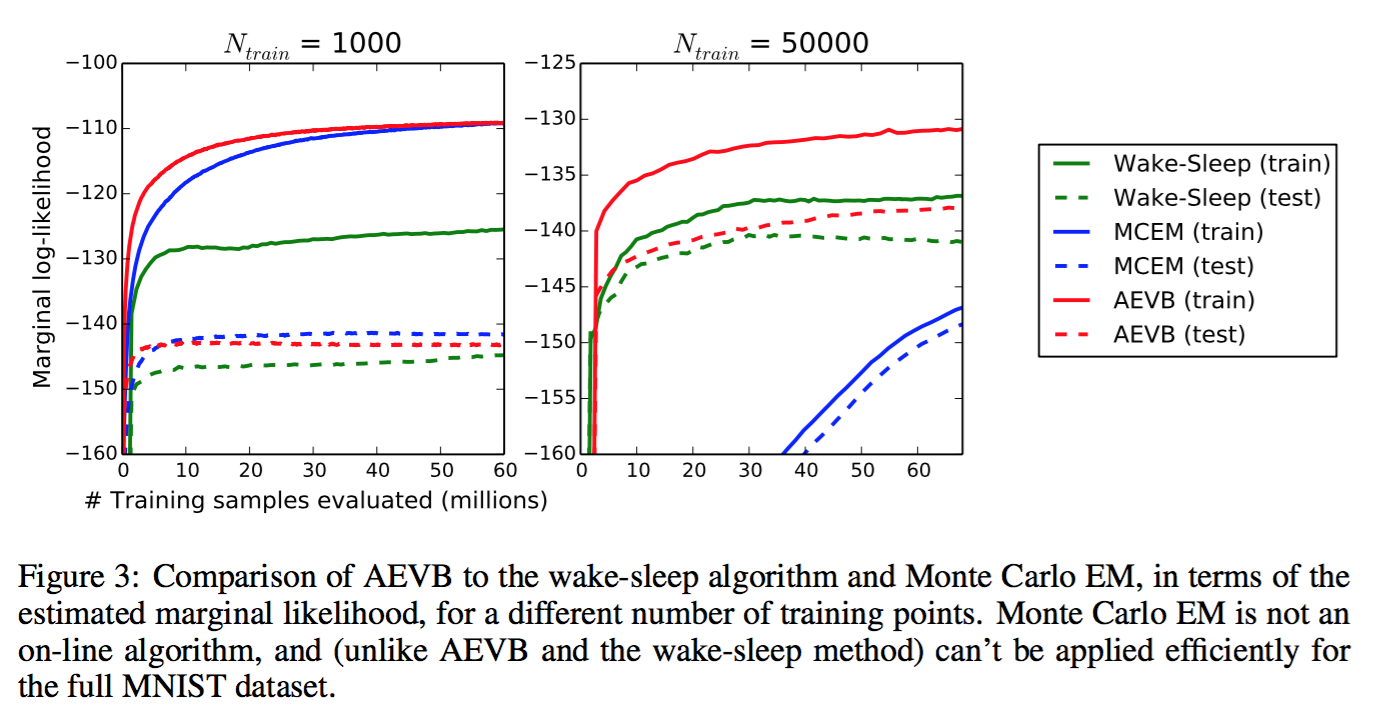 N_train = 1000
N_train = 50000
−100
−110
−120
−130
−140
−150
−160
Marginal log-likelihood
0 10 20 30 40 50 60
# Training samples evaluated (millions)
−125
−130
−135
−140
−145
−150
−155
−160
0 10 20 30 40 50 60
Wake-Sleep (train)
Wake-Sleep (test)
MCEM (train)
MCEM (test)
AEVB (train)
AEVB (test)
Figure 3: Comparison of AEVB to the wake-sleep algorithm and Monte Carlo EM, in terms of the
estimated marginal likelihood, for a different number of training points. Monte Carlo EM is not an
on-line algorithm, and (unlike AEVB and the wake-sleep method) can't be applied efficiently for
the full MNIST dataset.